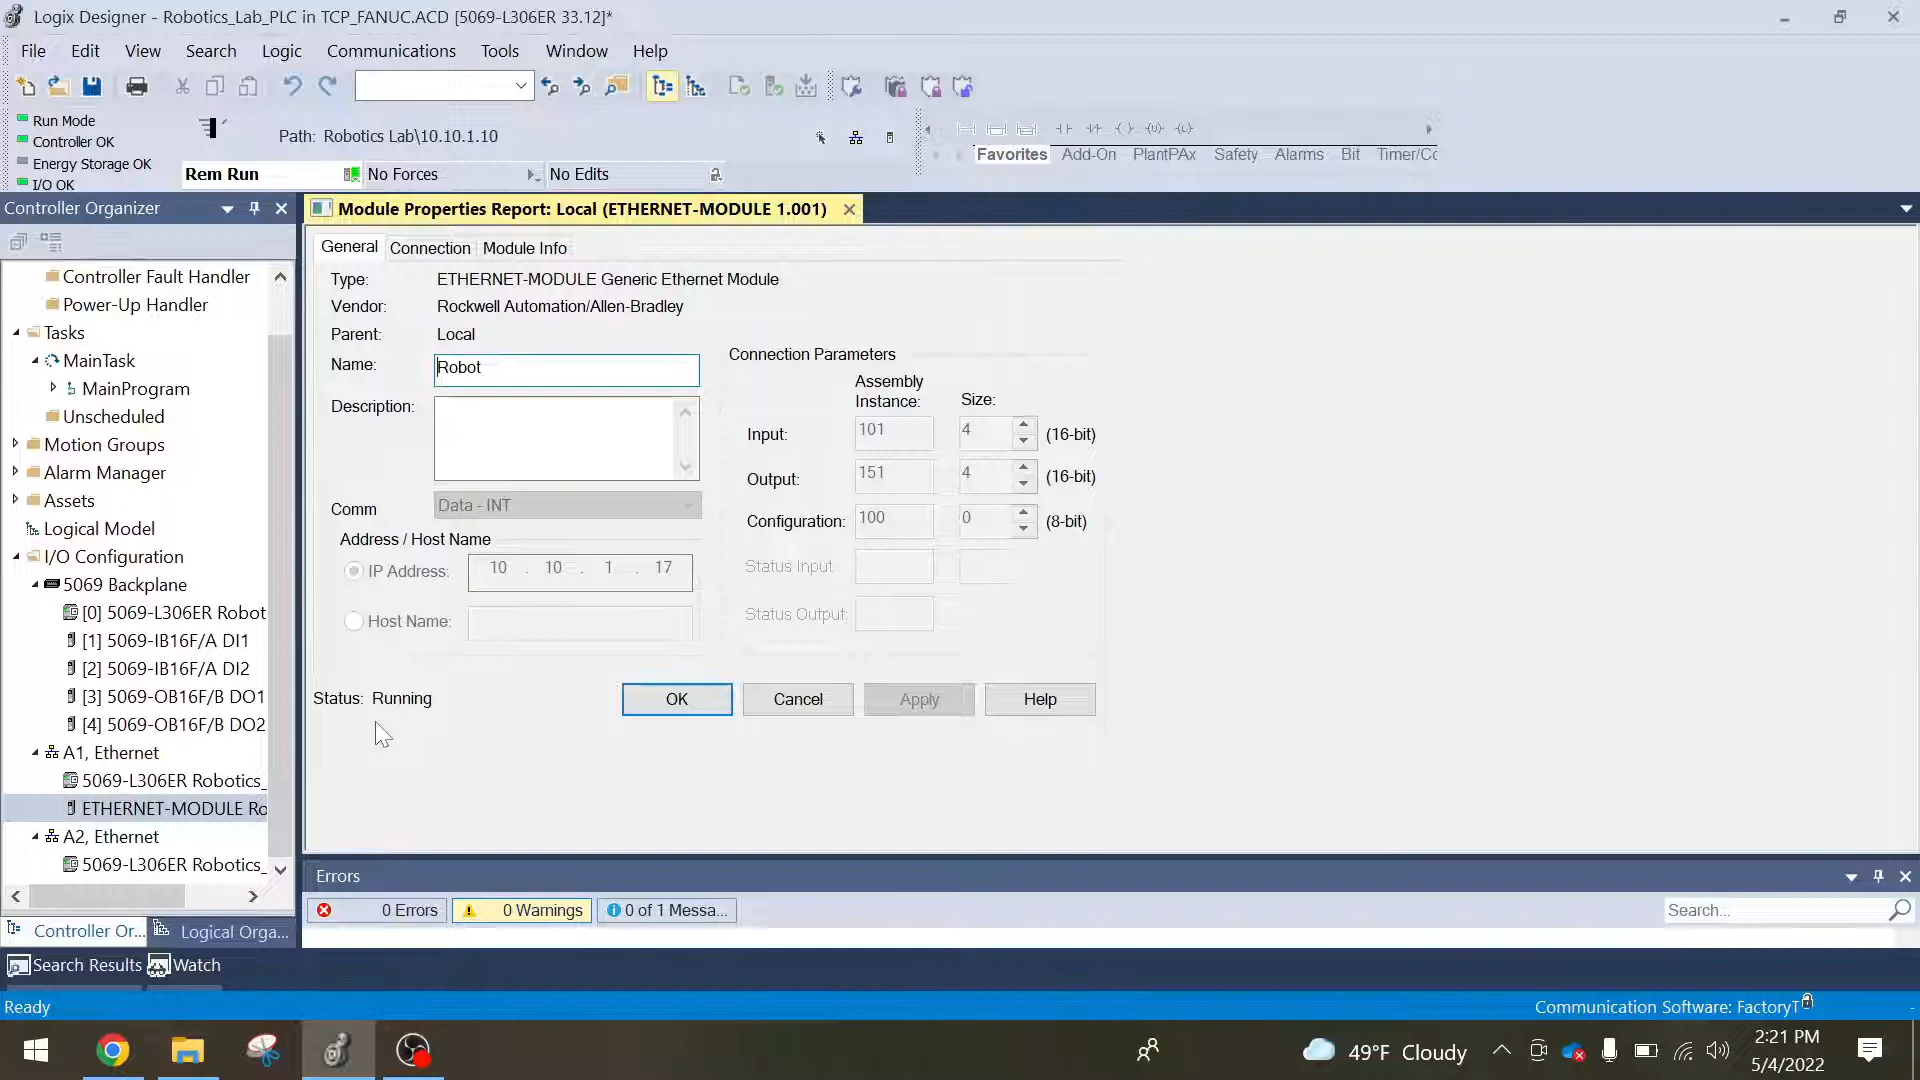 Logix Designer - Robotics_Lab_PLC in TCP_FANUC.ACD [5069-L306ER 33.12]*
File Edit View Search Logic Communications Tools Window Help
Run Mode
Controller OK
Energy Storage OK
I/O OK
Path: Robotics Lab\10.10.1.10
Rem Run No Forces No Edits
Favorites Add-On PlantPAx Safety Alarms Bit Timer/Cc
Controller Organizer
Module Properties Report: Local (ETHERNET-MODULE 1.001)
Controller Fault Handler
Power-Up Handler
Tasks
MainTask
MainProgram
Unscheduled
Motion Groups
Alarm Manager
Assets
Logical Model
I/O Configuration
5069 Backplane
[0] 5069-L306ER Robot
[1] 5069-IB16F/A DI1
[2] 5069-IB16F/A DI2
[3] 5069-OB16F/B DO1
[4] 5069-OB16F/B DO2
A1, Ethernet
5069-L306ER Robotics_
ETHERNET-MODULE Ro
A2, Ethernet
5069-L306ER Robotics_
Controller Or... Logical Orga...
General Connection Module Info
Type: ETHERNET-MODULE Generic Ethernet Module
Vendor: Rockwell Automation/Allen-Bradley
Parent: Local
Name: Robot
Description:
Comm Data - INT
Address / Host Name
IP Address: 10 . 10 . 1 . 17
Host Name:
Connection Parameters
Assembly
Instance: Size:
Input: 101 4 (16-bit)
Output: 151 4 (16-bit)
Configuration: 100 0 (8-bit)
Status Input
Status Output:
Status: Running
OK Cancel Apply Help
Errors
0 Errors 0 Warnings 0 of 1 Messa...
Search...
Search Results Watch
Ready
Communication Software: FactoryT
49°F Cloudy
2:21 PM
5/4/2022